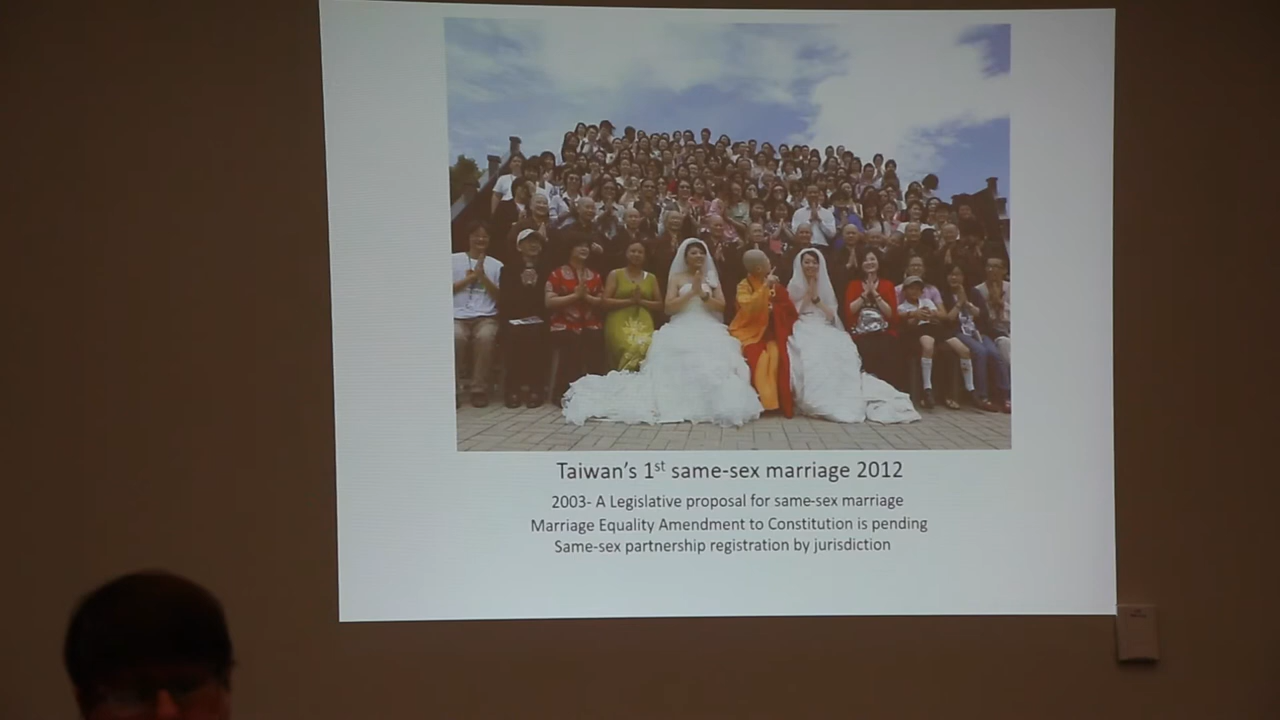 Taiwan's 1st same-sex marriage 2012
2003- A Legislative proposal for same-sex marriage
Marriage Equality Amendment to Constitution is pending
Same-sex partnership registration by jurisdiction